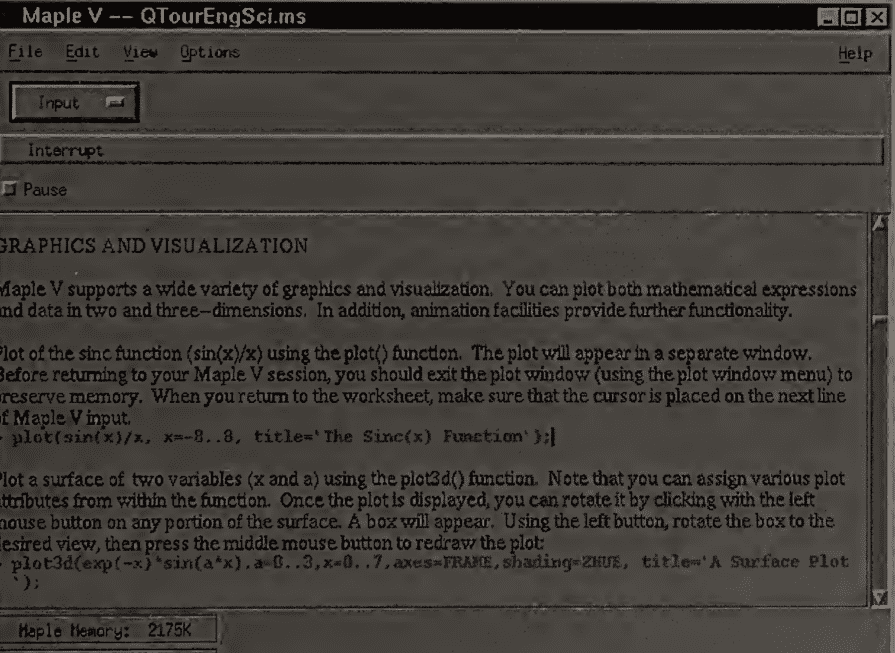 Maple V -- QTourEngSci.ms
File Edit View Options Help
Input
Interrupt
Pause
GRAPHICS AND VISUALIZATION
Maple V supports a wide variety of graphics and visualization. You can plot both mathematical expressions
and data in two and three-dimensions. In addition, animation facilities provide further functionality.
Plot of the sinc function (sin(x)/x) using the plot() function. The plot will appear in a separate window.
Before returning to your Maple V session, you should exit the plot window (using the plot window menu) to
preserve memory. When you return to the worksheet, make sure that the cursor is placed on the next line
of Maple V input.
> plot(sin(x)/x, x=-8..8, title=`The Sinc(x) Function`);
Plot a surface of two variables (x and a) using the plot3d() function. Note that you can assign various plot
attributes from within the function. Once the plot is displayed, you can rotate it by clicking with the left
mouse button on any portion of the surface. A box will appear. Using the left button, rotate the box to the
desired view, then press the middle mouse button to redraw the plot:
> plot3d(exp(-x)*sin(a*x),a=0..3,x=0..7,axes=FRAME,shading=ZHUE, title=`A Surface Plot
`);
Maple Memory: 2175K